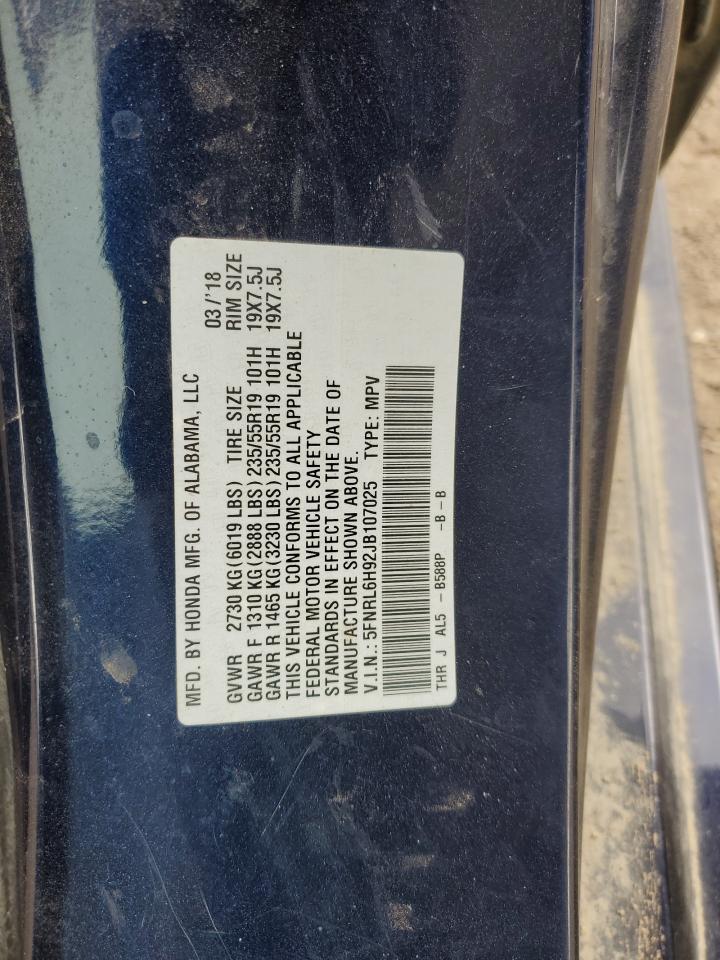 MFD. BY HONDA MFG. OF ALABAMA, LLC 03/'18
GVWR 2730 KG(6019 LBS) TIRE SIZE RIM SIZE
GAWR F 1310 KG(2888 LBS)235/55R19 101H 19X7.5J
GAWR R 1465 KG(3230 LBS)235/55R19 101H 19X7.5J
THIS VEHICLE CONFORMS TO ALL APPLICABLE
FEDERAL MOTOR VEHICLE SAFETY
STANDARDS IN EFFECT ON THE DATE OF
MANUFACTURE SHOWN ABOVE.
V.I.N.: 5FNRL6H92JB107025 TYPE: MPV
THR J AL5 - B588P -B-B